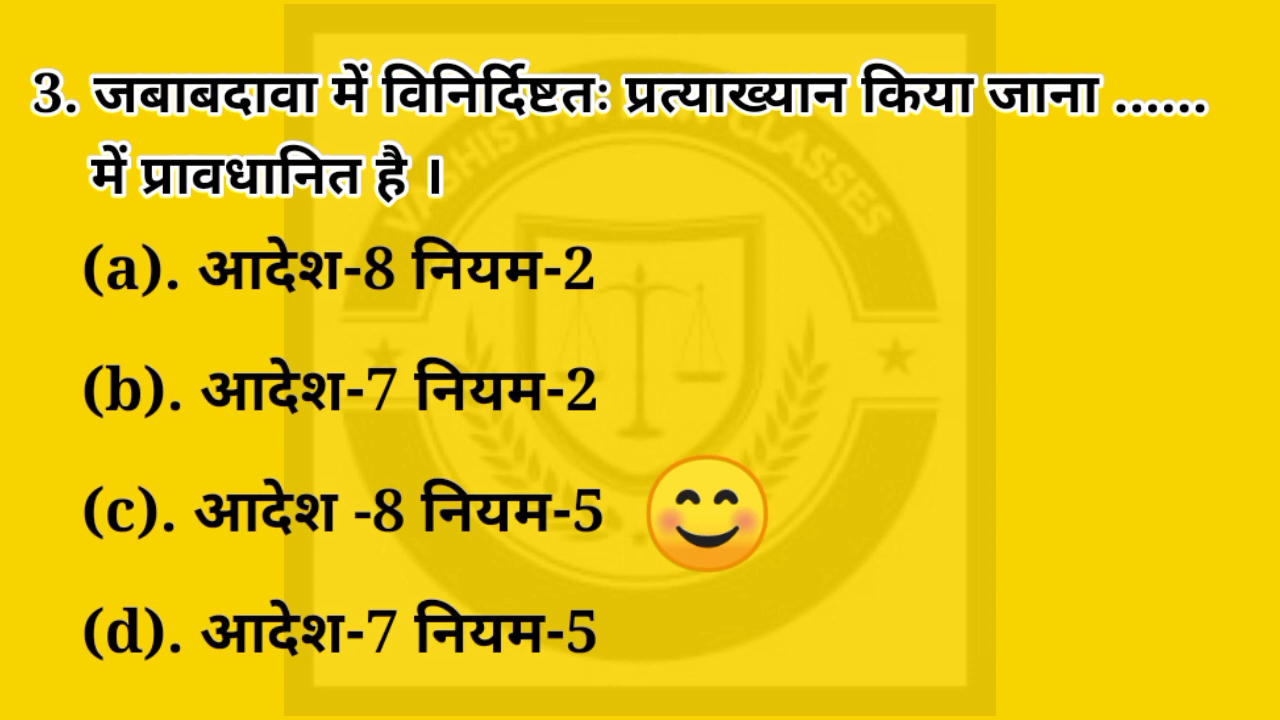 3. जबाबदावा में विनिर्दिष्टतः प्रत्याख्यान किया जाना ......
में प्रावधानित है ।
(a). आदेश-8 नियम-2
(b). आदेश-7 नियम-2
(c). आदेश -8 नियम-5
(d). आदेश-7 नियम-5
CLASSES